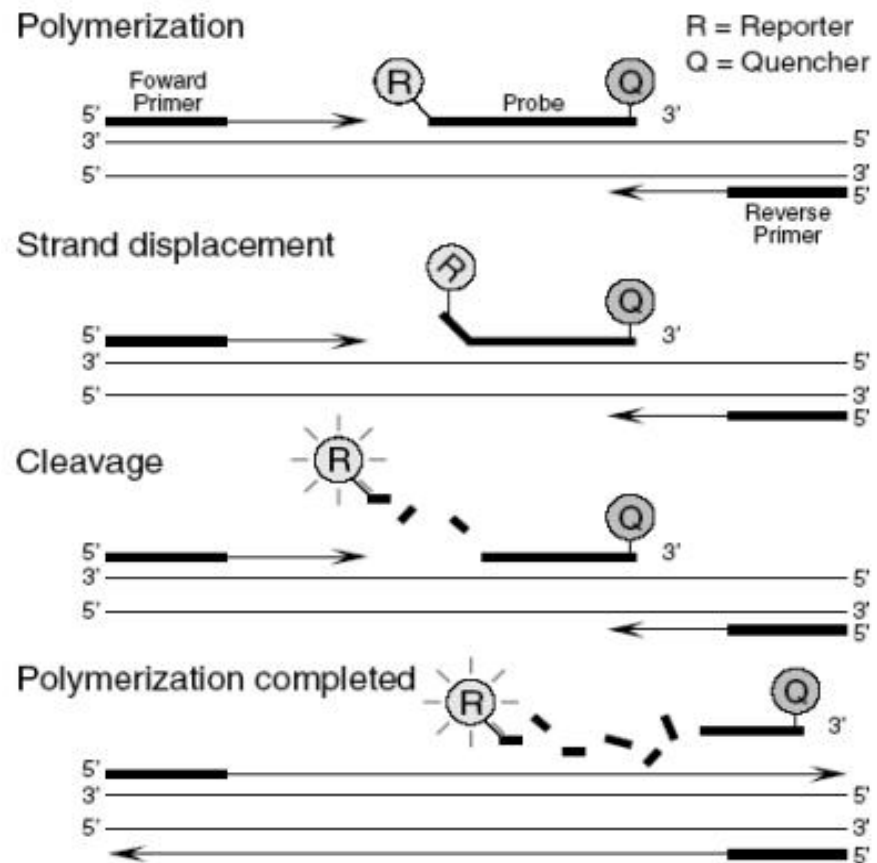 Polymerization
R = Reporter
Q = Quencher
Foward
Primer
R
Probe
Q
5' 3'
3' 5'
5' 3'
5'
Reverse
Primer
Strand displacement
R
Q
5' 3'
3' 5'
5' 3'
5'
Cleavage
R
Q
5' 3'
3' 5'
5' 3'
5'
Polymerization completed
R
Q
3'
5'
3' 5'
5' 3'
5'